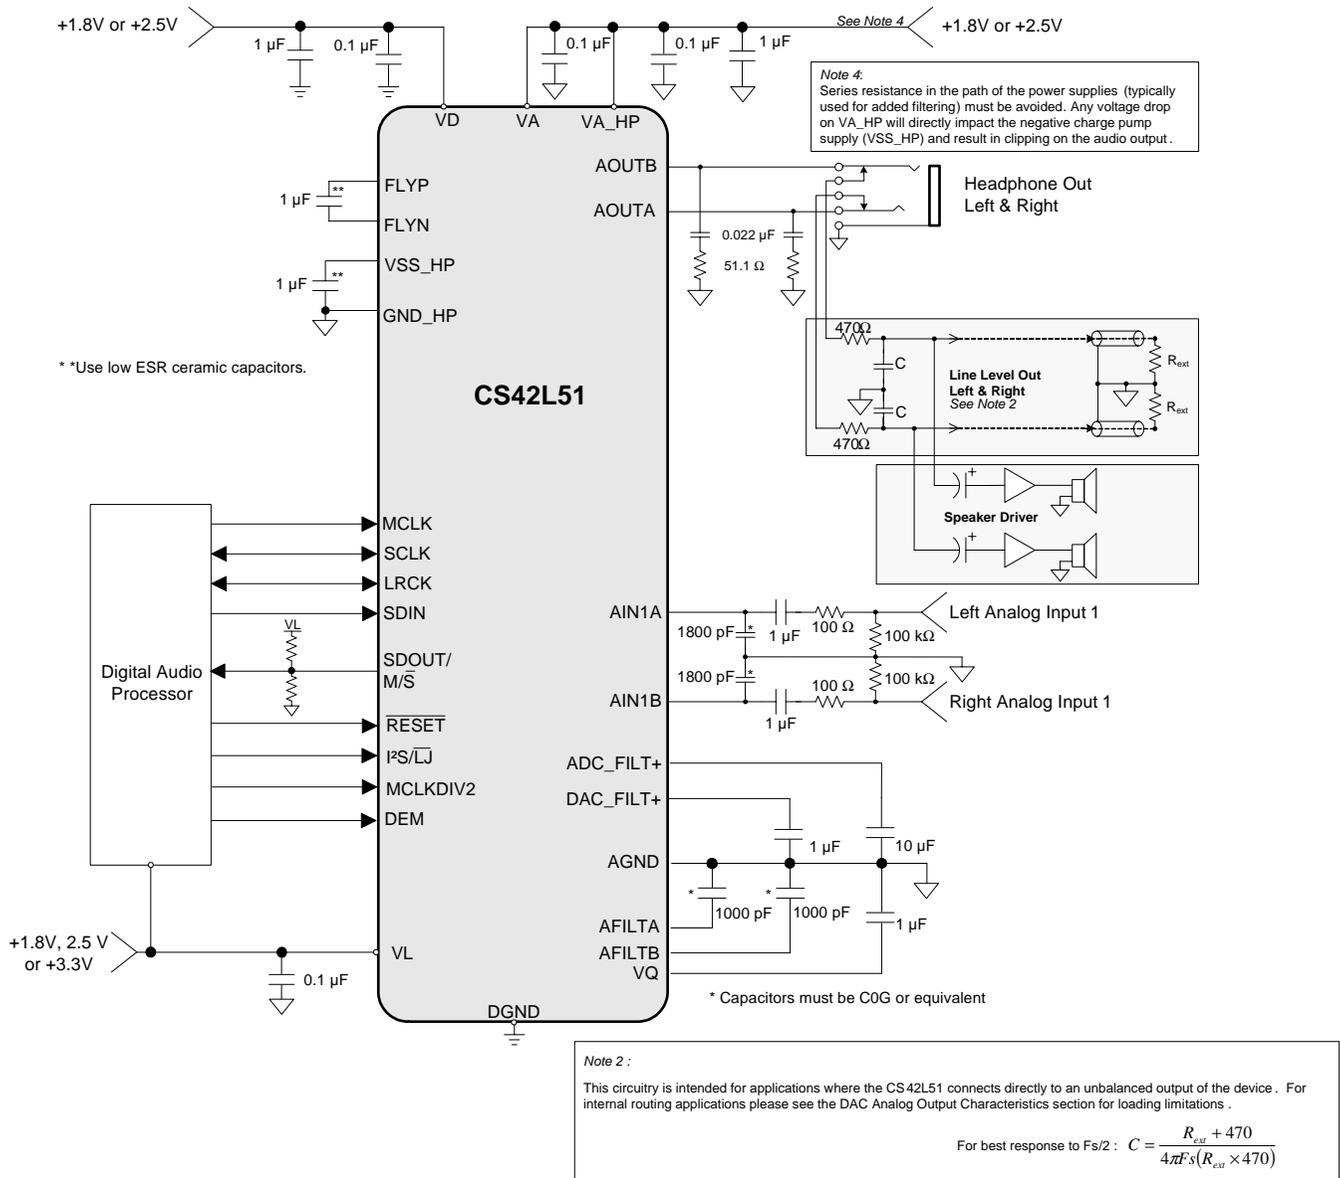 +1.8V or +2.5V
1 µF
0.1 µF
0.1 µF
0.1 µF
1 µF
See Note 4
+1.8V or +2.5V
Note 4:
Series resistance in the path of the power supplies (typically
used for added filtering) must be avoided. Any voltage drop
on VA_HP will directly impact the negative charge pump
supply (VSS_HP) and result in clipping on the audio output.
VD
VA
VA_HP
AOUTB
AOUTA
FLYP
FLYN
1 µF
**
VSS_HP
GND_HP
1 µF
**
0.022 µF
51.1 Ω
Headphone Out
Left & Right
* *Use low ESR ceramic capacitors.
CS42L51
470Ω
C
C
470Ω
Line Level Out
Left & Right
See Note 2
Rext
Rext
+
Speaker Driver
+
Digital Audio
Processor
MCLK
SCLK
LRCK
SDIN
VL
SDOUT/
M/S̅
R̅E̅S̅E̅T̅
I²S/L̅J̅
MCLKDIV2
DEM
AIN1A
1800 pF
*
1 µF
100 Ω
100 kΩ
Left Analog Input 1
1800 pF
*
100 Ω
100 kΩ
AIN1B
1 µF
Right Analog Input 1
ADC_FILT+
DAC_FILT+
1 µF
10 µF
AGND
*
1000 pF
*
1000 pF
1 µF
AFILTA
AFILTB
VQ
+1.8V, 2.5 V
or +3.3V
0.1 µF
VL
DGND
* Capacitors must be C0G or equivalent
Note 2 :
This circuitry is intended for applications where the CS42L51 connects directly to an unbalanced output of the device. For
internal routing applications please see the DAC Analog Output Characteristics section for loading limitations.
For best response to Fs/2 : C = (Rext + 470) / (4πFs(Rext × 470))